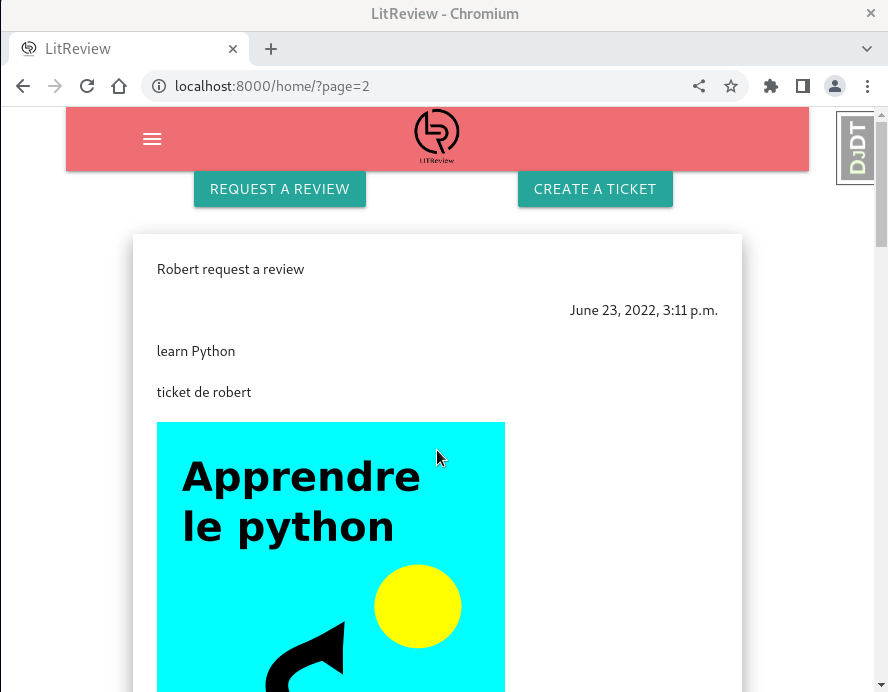 LitReview - Chromium
LitReview
localhost:8000/home/?page=2
LR
LITReview
DJDT
REQUEST A REVIEW
CREATE A TICKET
Robert request a review
June 23, 2022, 3:11 p.m.
learn Python
ticket de robert
Apprendre
le python